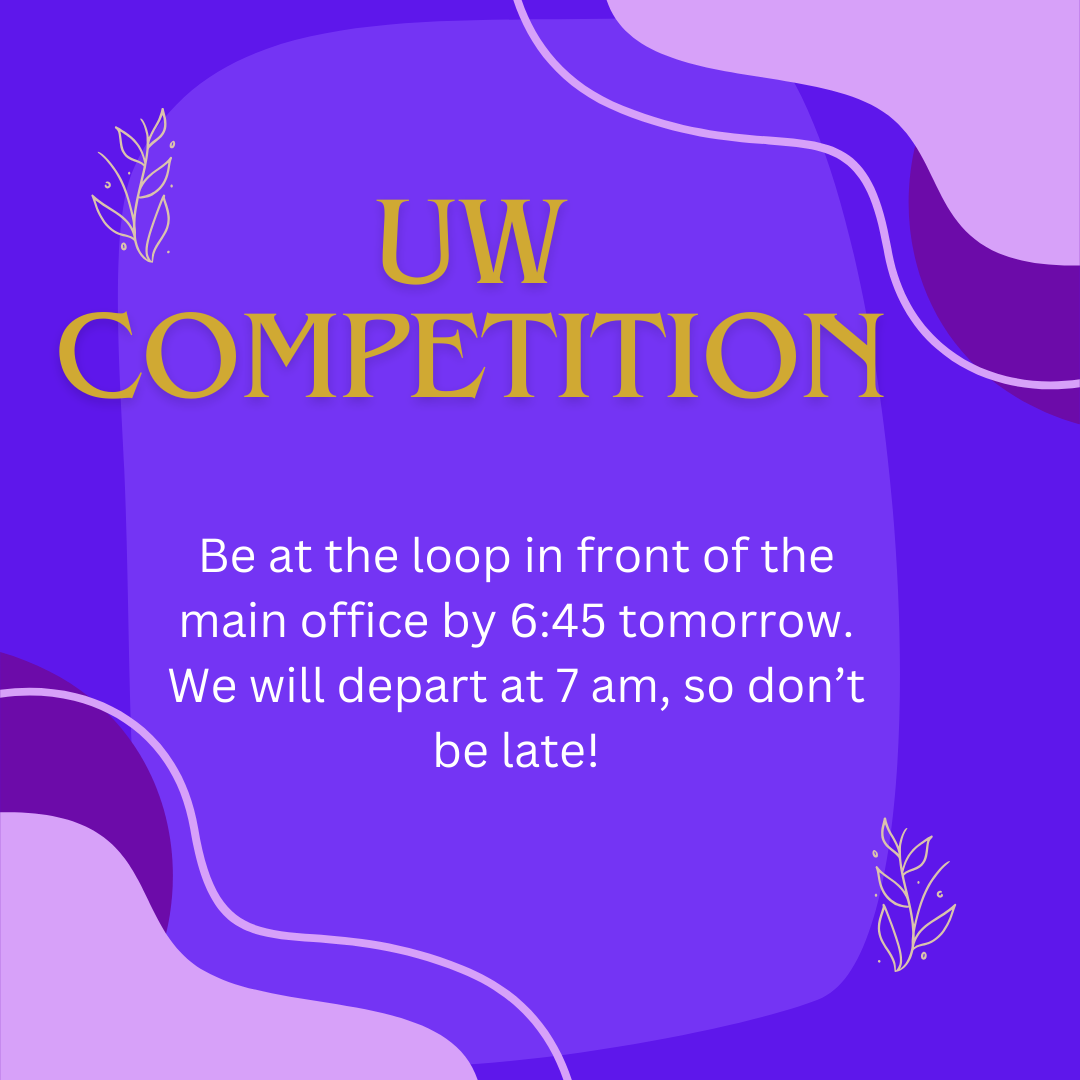 UW
COMPETITION
Be at the loop in front of the
main office by 6:45 tomorrow.
We will depart at 7 am, so don’t
be late!